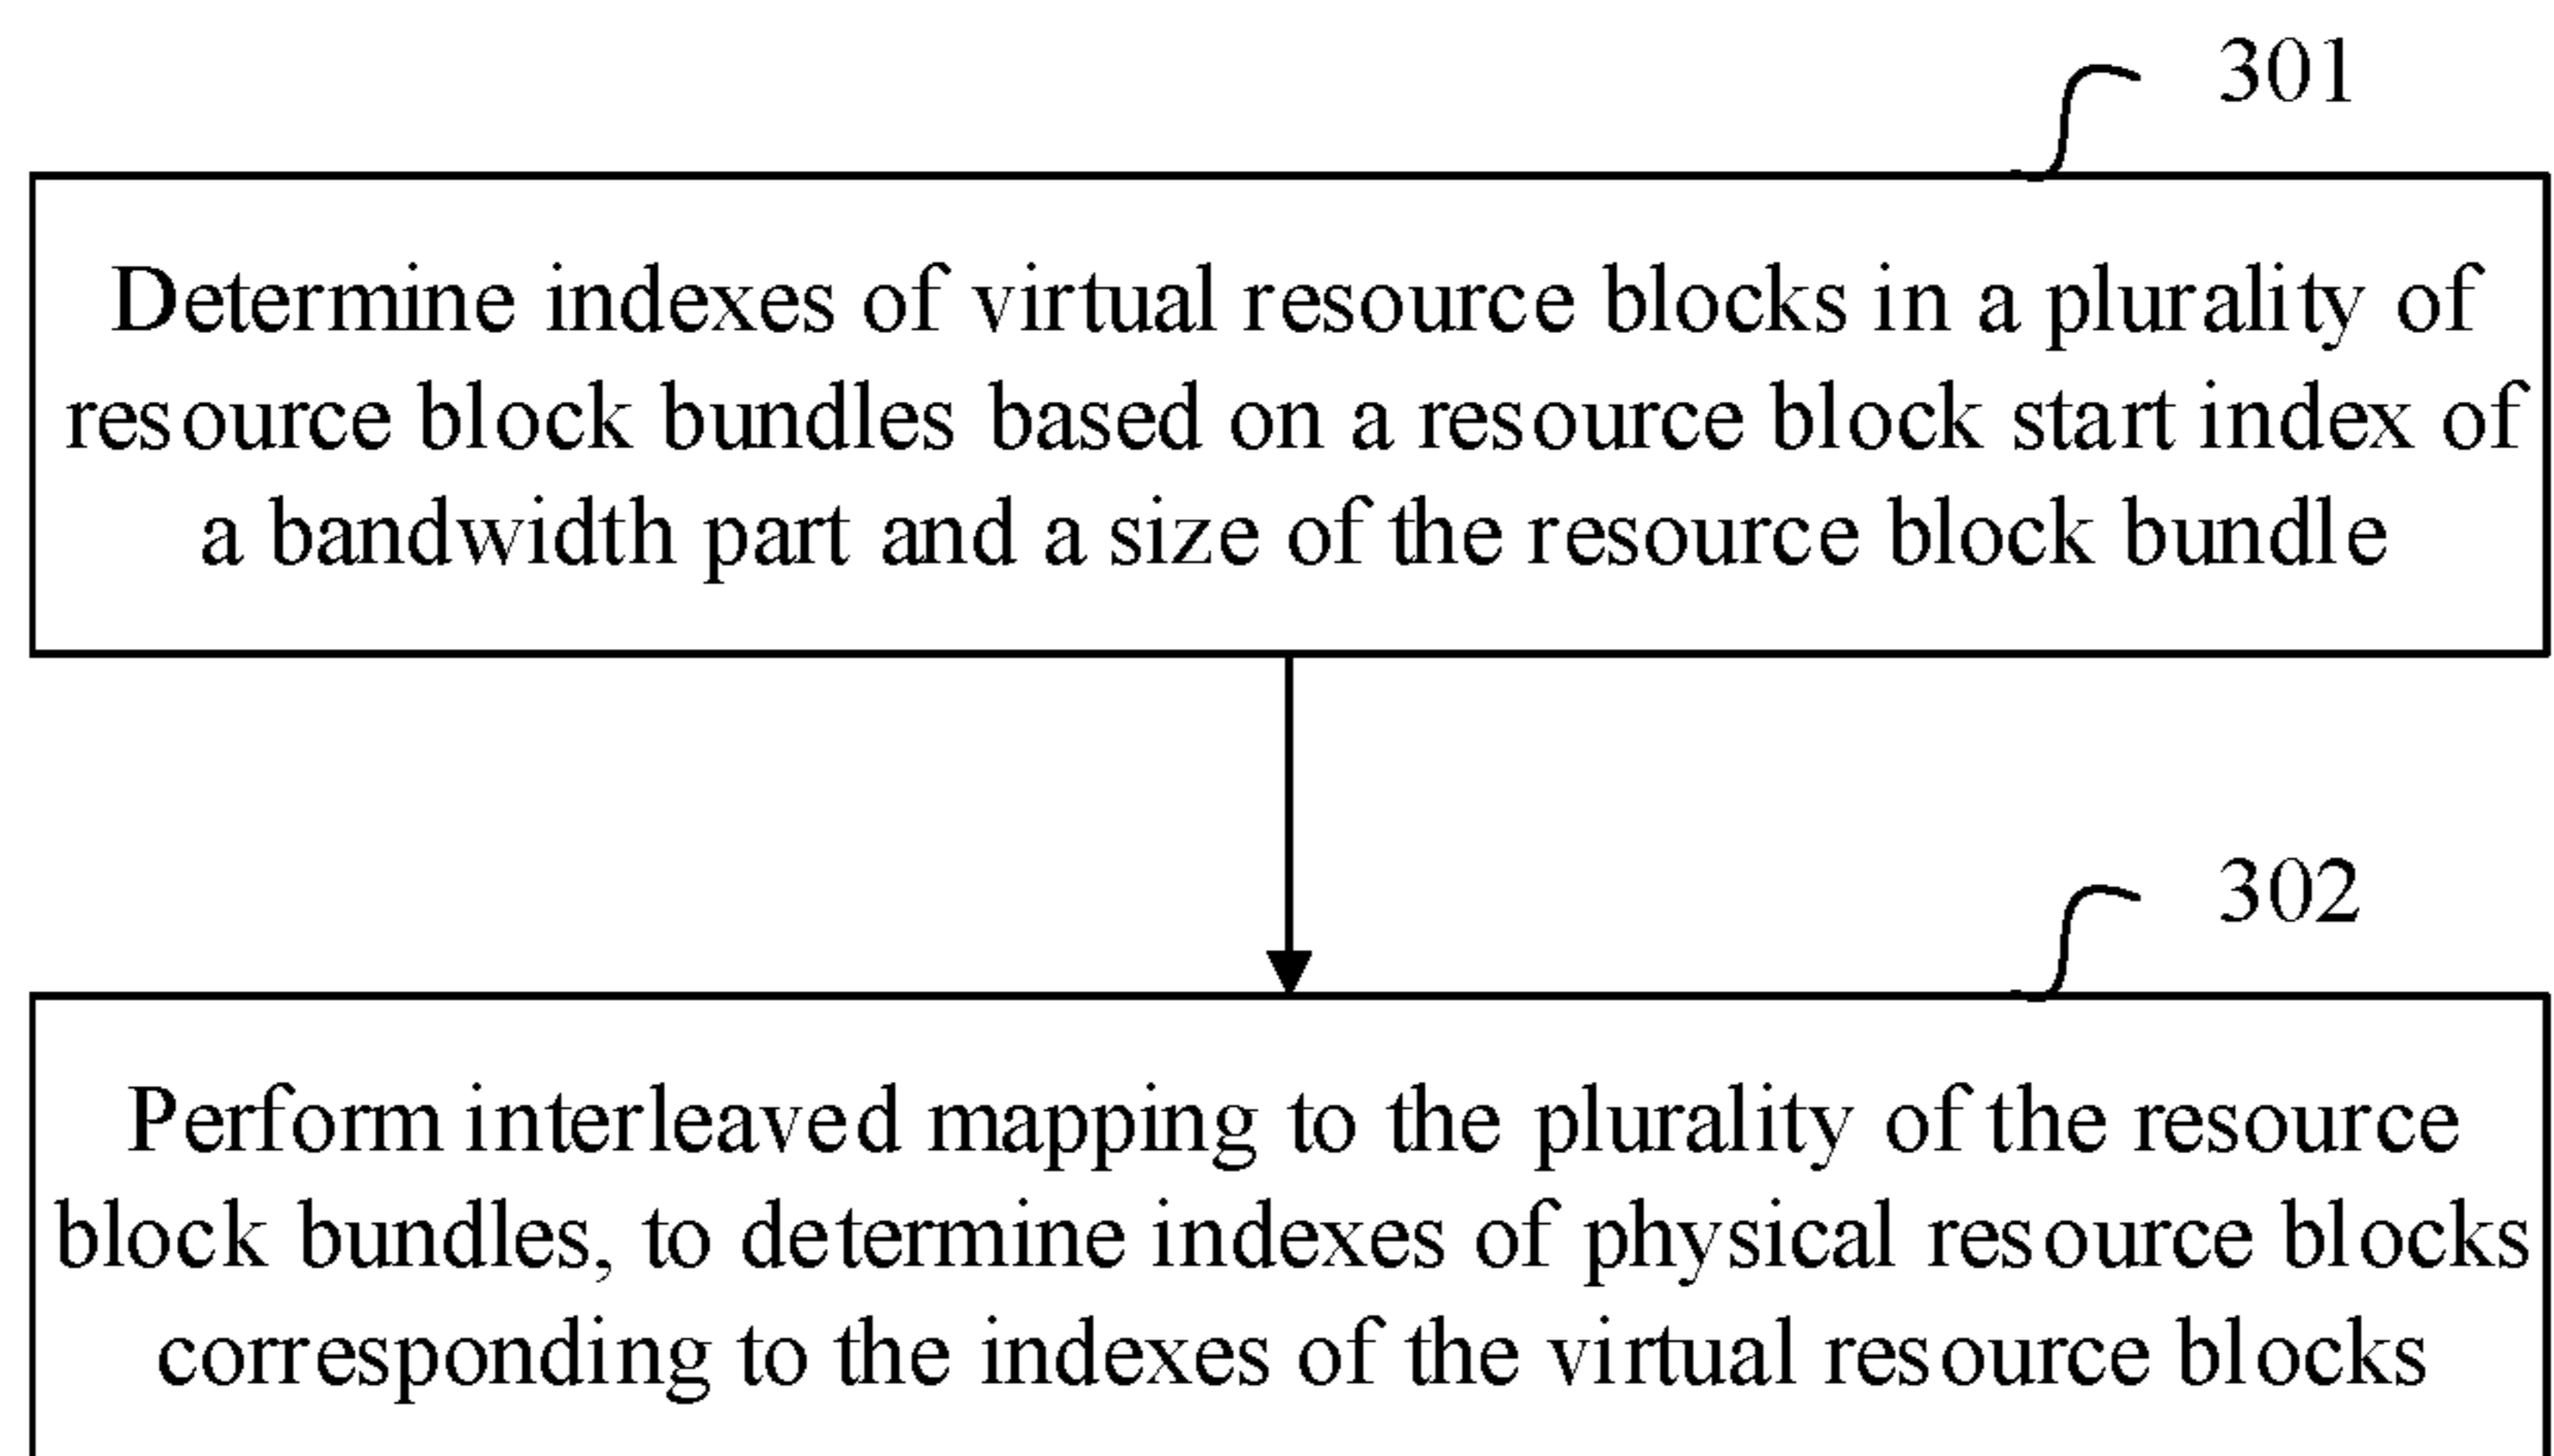 301
Determine indexes of virtual resource blocks in a plurality of
resource block bundles based on a resource block start index of
a bandwidth part and a size of the resource block bundle
302
Perform interleaved mapping to the plurality of the resource
block bundles, to determine indexes of physical resource blocks
corresponding to the indexes of the virtual resource blocks